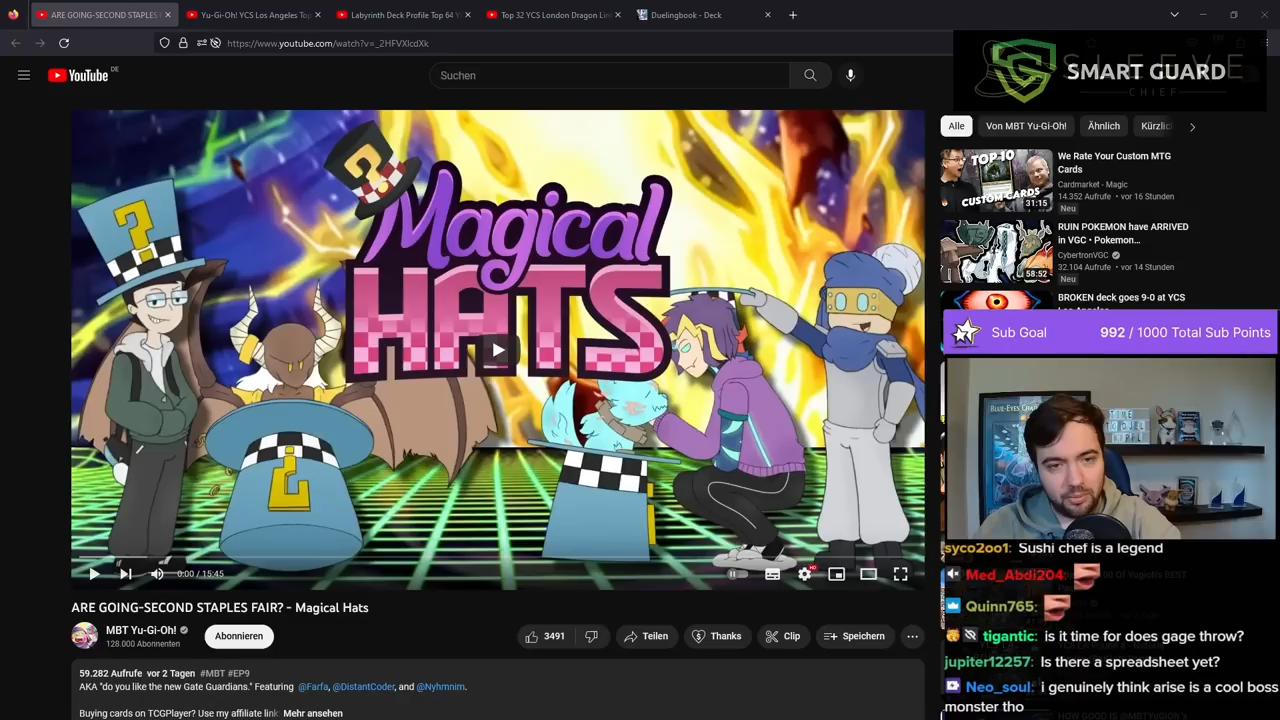 ARE GOING-SECOND STAPLES
Yu-Gi-Oh! YCS Los Angeles Top
Labyrinth Deck Profile Top 64 Y
Top 32 YCS London Dragon Lin
Duelingbook - Deck
https://www.youtube.com/watch?v=_2HFVXlcdXk
YouTube DE
Suchen
SMART GUARD
CHIEF
Magical
HATS
Alle
Von MBT Yu-Gi-Oh!
Ähnlich
Kürzlic
TOP 10
CUSTOM CARDS
31:15
We Rate Your Custom MTG
Cards
Cardmarket - Magic
14.352 Aufrufe • vor 16 Stunden
Neu
58:52
RUIN POKEMON have ARRIVED
in VGC • Pokemon...
CybertronVGC
32.104 Aufrufe • vor 14 Stunden
Neu
BROKEN deck goes 9-0 at YCS
Sub Goal
992 / 1000 Total Sub Points
BLUE-EYES
TIME
TO DUEL
0:00 / 15:45
HD
ARE GOING-SECOND STAPLES FAIR? - Magical Hats
MBT Yu-Gi-Oh!
128.000 Abonnenten
Abonnieren
3491
Teilen
Thanks
Clip
Speichern
59.282 Aufrufe vor 2 Tagen #MBT #EP9
AKA "do you like the new Gate Guardians." Featuring @Farfa, @DistantCoder, and @Nyhmnim.
Buying cards on TCGPlayer? Use my affiliate link Mehr ansehen
syco2oo1: Sushi chef is a legend
Med_Abdi204:
Quinn765:
tigantic: is it time for does gage throw?
jupiter12257: Is there a spreadsheet yet?
Neo_soul: i genuinely think arise is a cool boss
monster tho